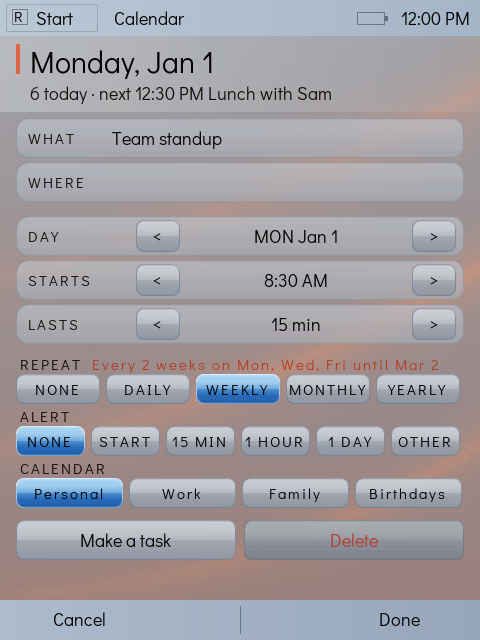 R Start Calendar 12:00 PM
Monday, Jan 1
6 today · next 12:30 PM Lunch with Sam
WHAT Team standup
WHERE
DAY < MON Jan 1 >
STARTS < 8:30 AM >
LASTS < 15 min >
REPEAT Every 2 weeks on Mon, Wed, Fri until Mar 2
NONE DAILY WEEKLY MONTHLY YEARLY
ALERT
NONE START 15 MIN 1 HOUR 1 DAY OTHER
CALENDAR
Personal Work Family Birthdays
Make a task Delete
Cancel Done